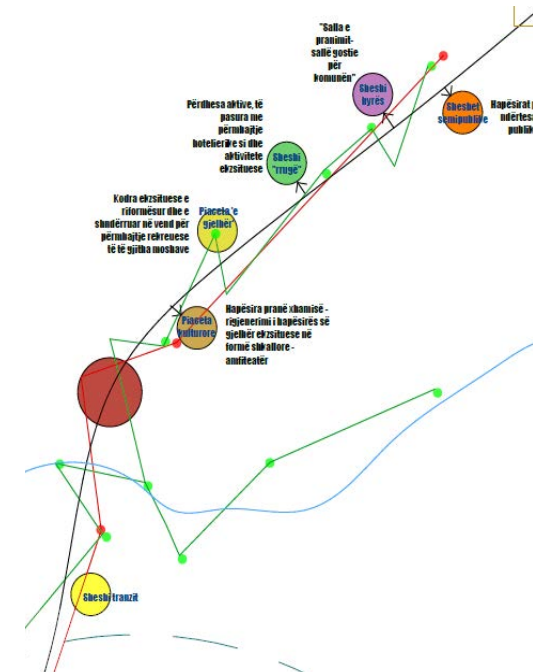 "Salla e
pranimit-
sallë gostie
për
komunën"
Sheshi
hyrës
Sheshet
semipublike
Hapësirat
ndërtesa
publik
Përdhesa aktive, të
pasura me
përmbajtje
hotelierike si dhe
aktivitete
ekzsituese
Sheshi
"rrugë"
Kodra ekzsituese e
riformësur dhe e
shndërruar në vend për
përmbajtje rekreuese
të të gjitha moshave
Piaceta 'e
gjelbër'
Piaceta
kulturore
Hapësira pranë xhamisë -
rigjenerimi i hapësirës së
gjelbër ekzsituese në
formë shkallore -
amfiteatër
Sheshi tranzit